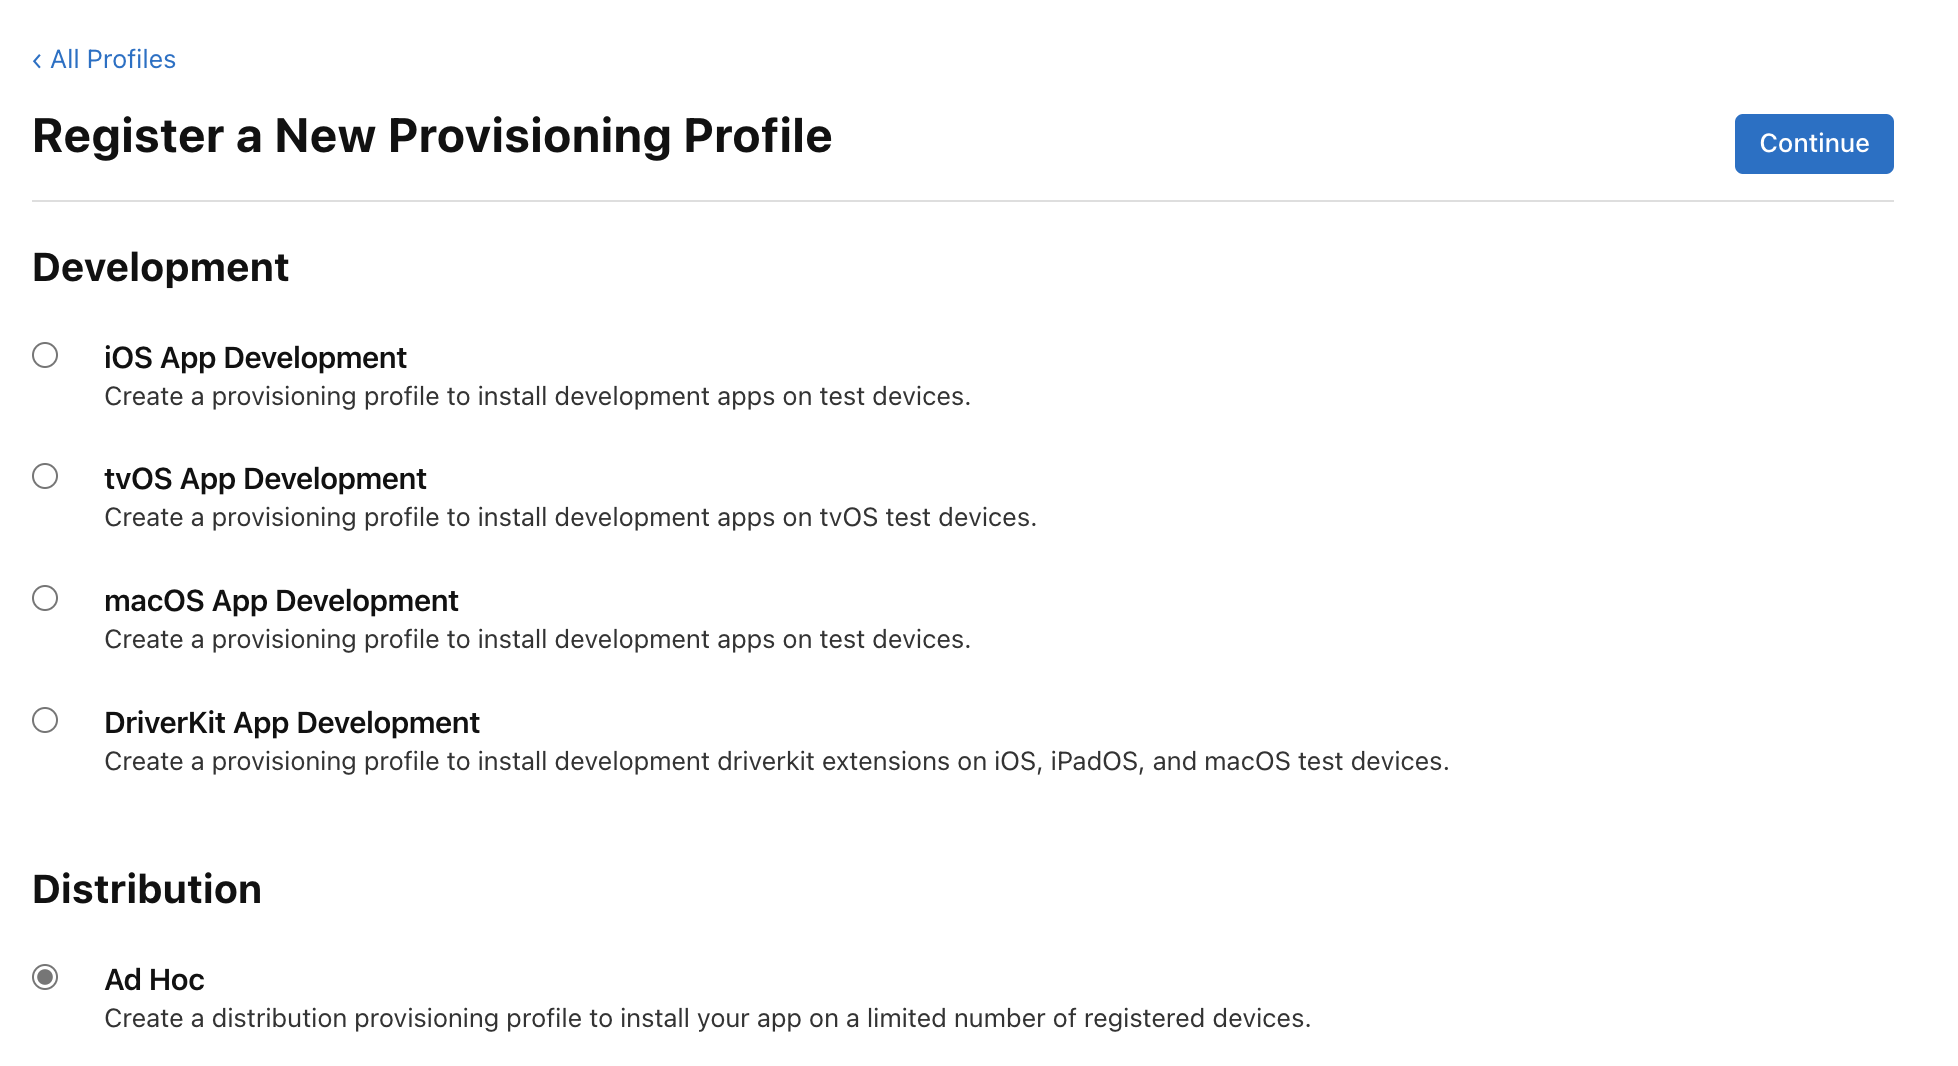 ‹ All Profiles
Register a New Provisioning Profile
Continue
Development
iOS App Development
Create a provisioning profile to install development apps on test devices.
tvOS App Development
Create a provisioning profile to install development apps on tvOS test devices.
macOS App Development
Create a provisioning profile to install development apps on test devices.
DriverKit App Development
Create a provisioning profile to install development driverkit extensions on iOS, iPadOS, and macOS test devices.
Distribution
Ad Hoc
Create a distribution provisioning profile to install your app on a limited number of registered devices.